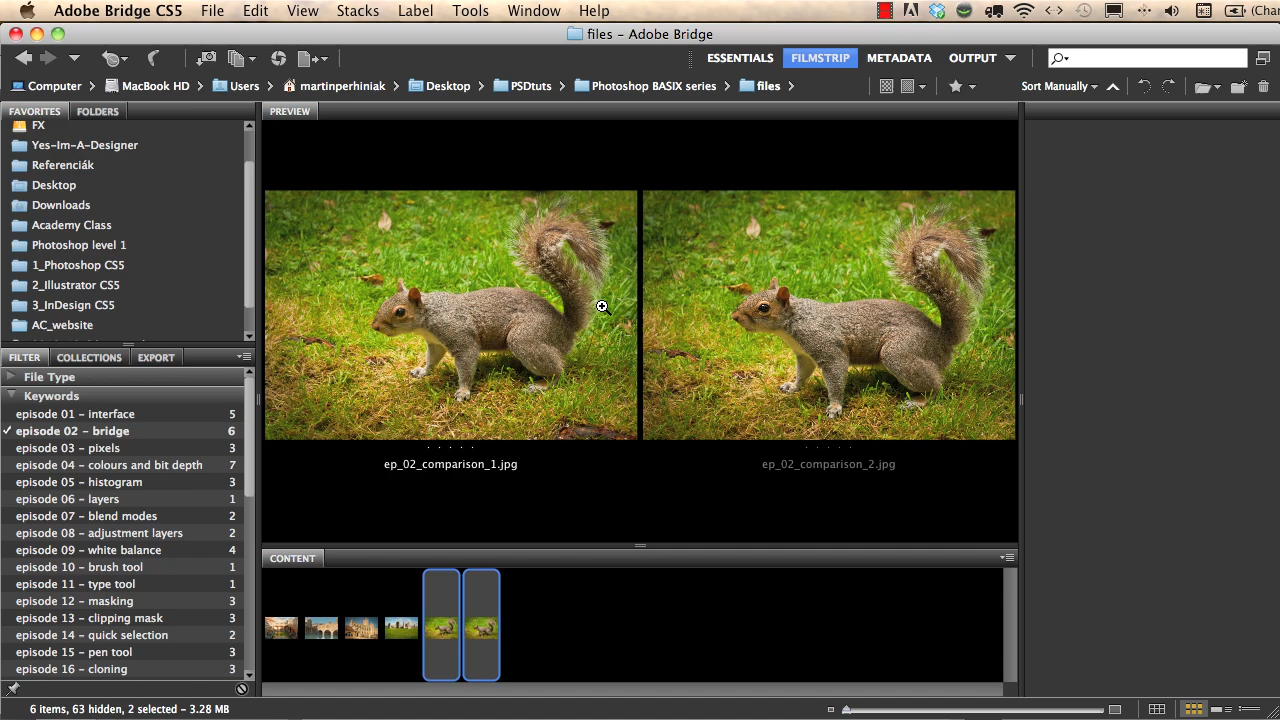 Adobe Bridge CS5 File Edit View Stacks Label Tools Window Help (Char
files – Adobe Bridge
ESSENTIALS FILMSTRIP METADATA OUTPUT
Computer MacBook HD Users martinperhiniak Desktop PSDtuts Photoshop BASIX series files Sort Manually
FAVORITES FOLDERS
FX
Yes-Im-A-Designer
Referenciák
Desktop
Downloads
Academy Class
Photoshop level 1
1_Photoshop CS5
2_Illustrator CS5
3_InDesign CS5
AC_website
FILTER COLLECTIONS EXPORT
File Type
Keywords
episode 01 – interface 5
episode 02 – bridge 6
episode 03 – pixels 3
episode 04 – colours and bit depth 7
episode 05 – histogram 3
episode 06 – layers 1
episode 07 – blend modes 2
episode 08 – adjustment layers 2
episode 09 – white balance 4
episode 10 – brush tool 1
episode 11 – type tool 1
episode 12 – masking 3
episode 13 – clipping mask 3
episode 14 – quick selection 2
episode 15 – pen tool 3
episode 16 – cloning 3
PREVIEW
ep_02_comparison_1.jpg
ep_02_comparison_2.jpg
CONTENT
6 items, 63 hidden, 2 selected – 3.28 MB